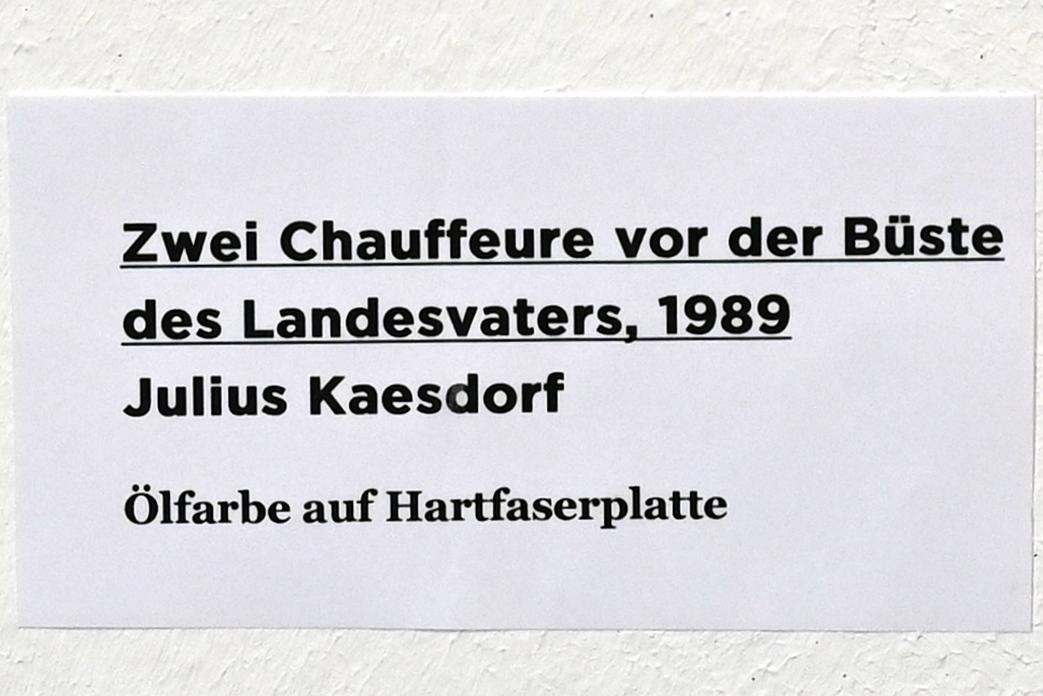 Zwei Chauffeure vor der Büste
des Landesvaters, 1989
Julius Kaesdorf
Ölfarbe auf Hartfaserplatte